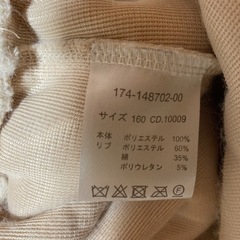 174-148702-00
サイズ 160 CD.10009
本体 ポリエステル 100%
リブ ポリエステル 60%
綿 35%
ポリウレタン 5%